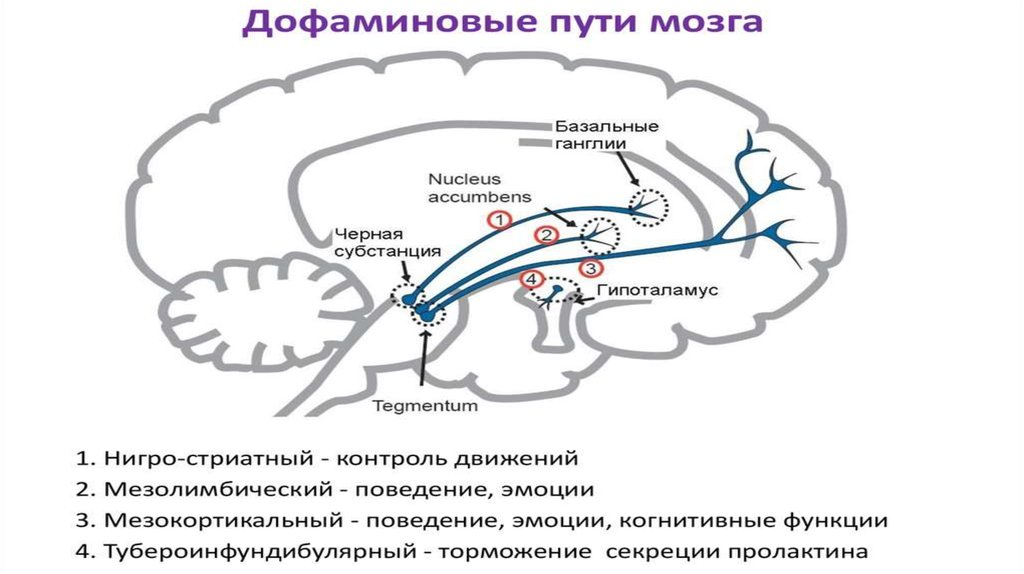 Дофаминовые пути мозга
Базальные
ганглии
Nucleus
accumbens
1
2
Черная
субстанция
3
4
Гипоталамус
Tegmentum
1. Нигро-стриатный - контроль движений
2. Мезолимбический - поведение, эмоции
3. Мезокортикальный - поведение, эмоции, когнитивные функции
4. Тубероинфундибулярный - торможение секреции пролактина